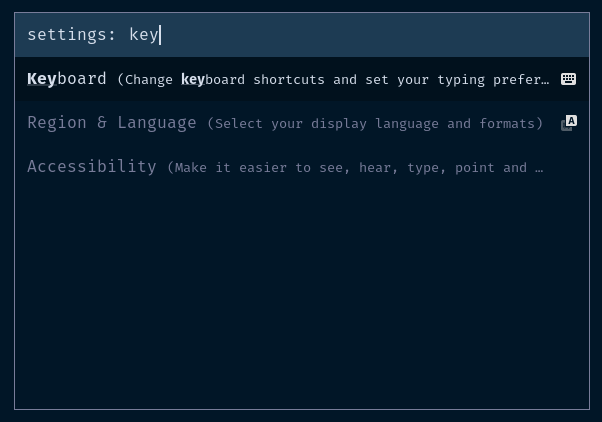 settings: key
Keyboard (Change keyboard shortcuts and set your typing prefer…
Region & Language (Select your display language and formats)
A
Accessibility (Make it easier to see, hear, type, point and …